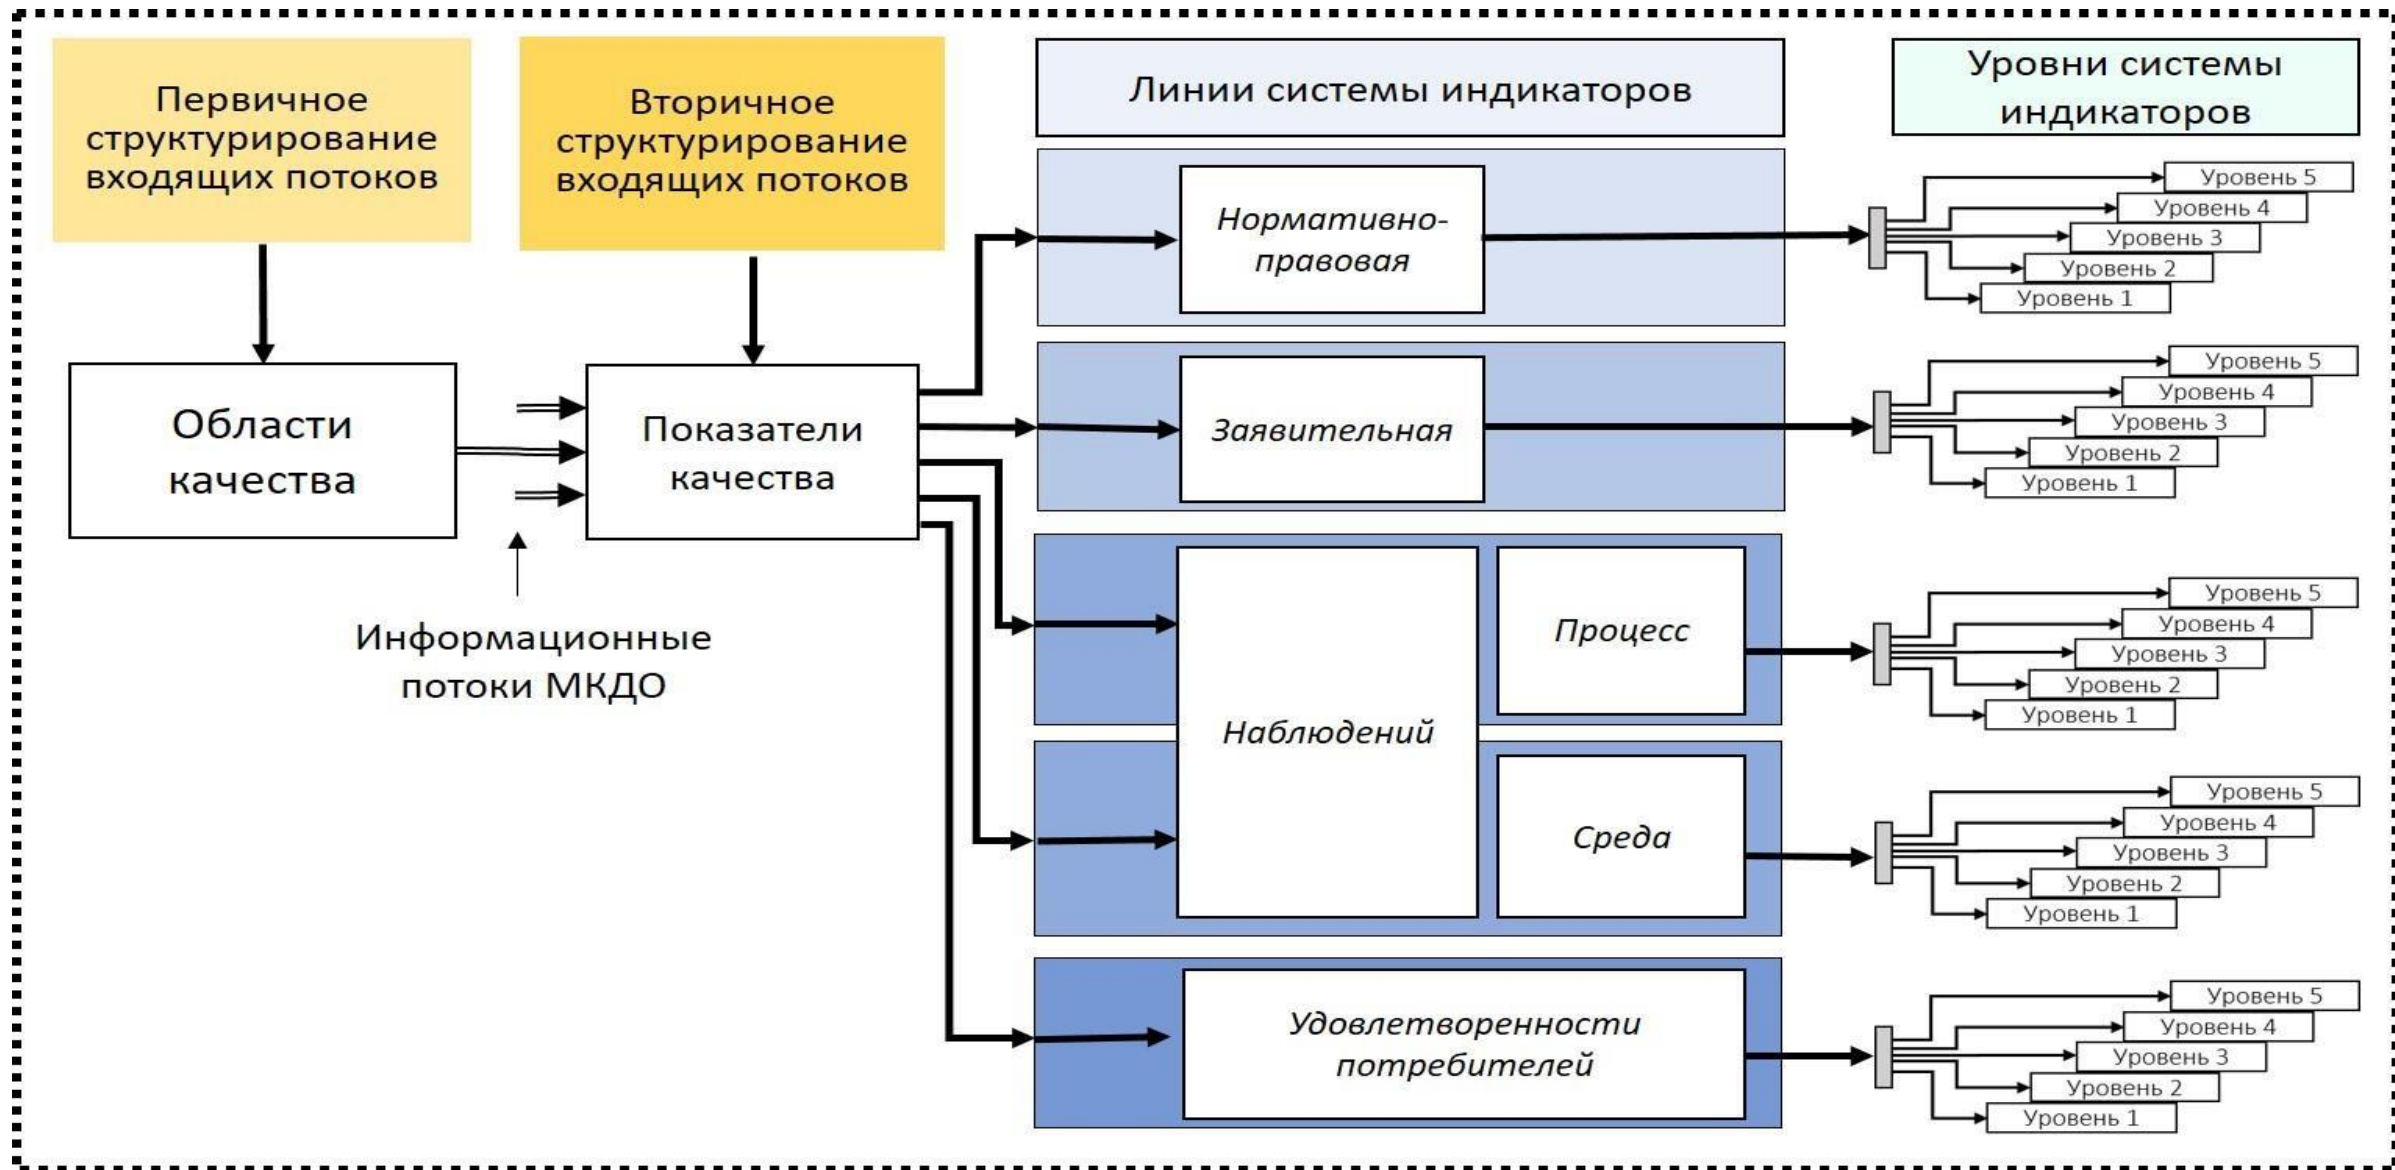 Первичное
структурирование
входящих потоков
Вторичное
структурирование
входящих потоков
Линии системы индикаторов
Уровни системы
индикаторов
Области
качества
Показатели
качества
Информационные
потоки МКДО
Нормативно-
правовая
Уровень 5
Уровень 4
Уровень 3
Уровень 2
Уровень 1
Заявительная
Уровень 5
Уровень 4
Уровень 3
Уровень 2
Уровень 1
Наблюдений
Процесс
Уровень 5
Уровень 4
Уровень 3
Уровень 2
Уровень 1
Среда
Уровень 5
Уровень 4
Уровень 3
Уровень 2
Уровень 1
Удовлетворенности
потребителей
Уровень 5
Уровень 4
Уровень 3
Уровень 2
Уровень 1